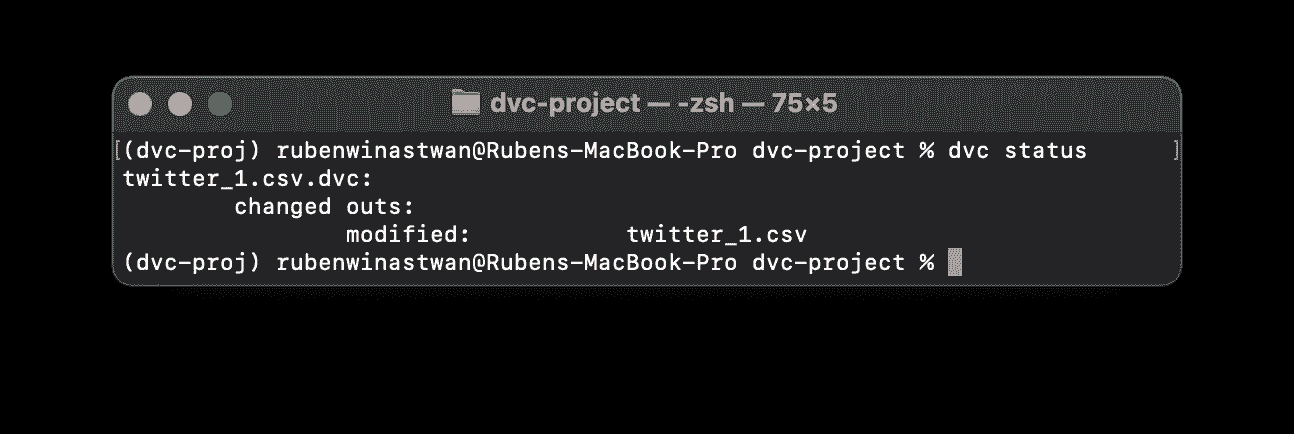 dvc-project — -zsh — 75×5
[(dvc-proj) rubenwinastwan@Rubens-MacBook-Pro dvc-project % dvc status ]
twitter_1.csv.dvc:
        changed outs:
                modified:           twitter_1.csv
(dvc-proj) rubenwinastwan@Rubens-MacBook-Pro dvc-project %